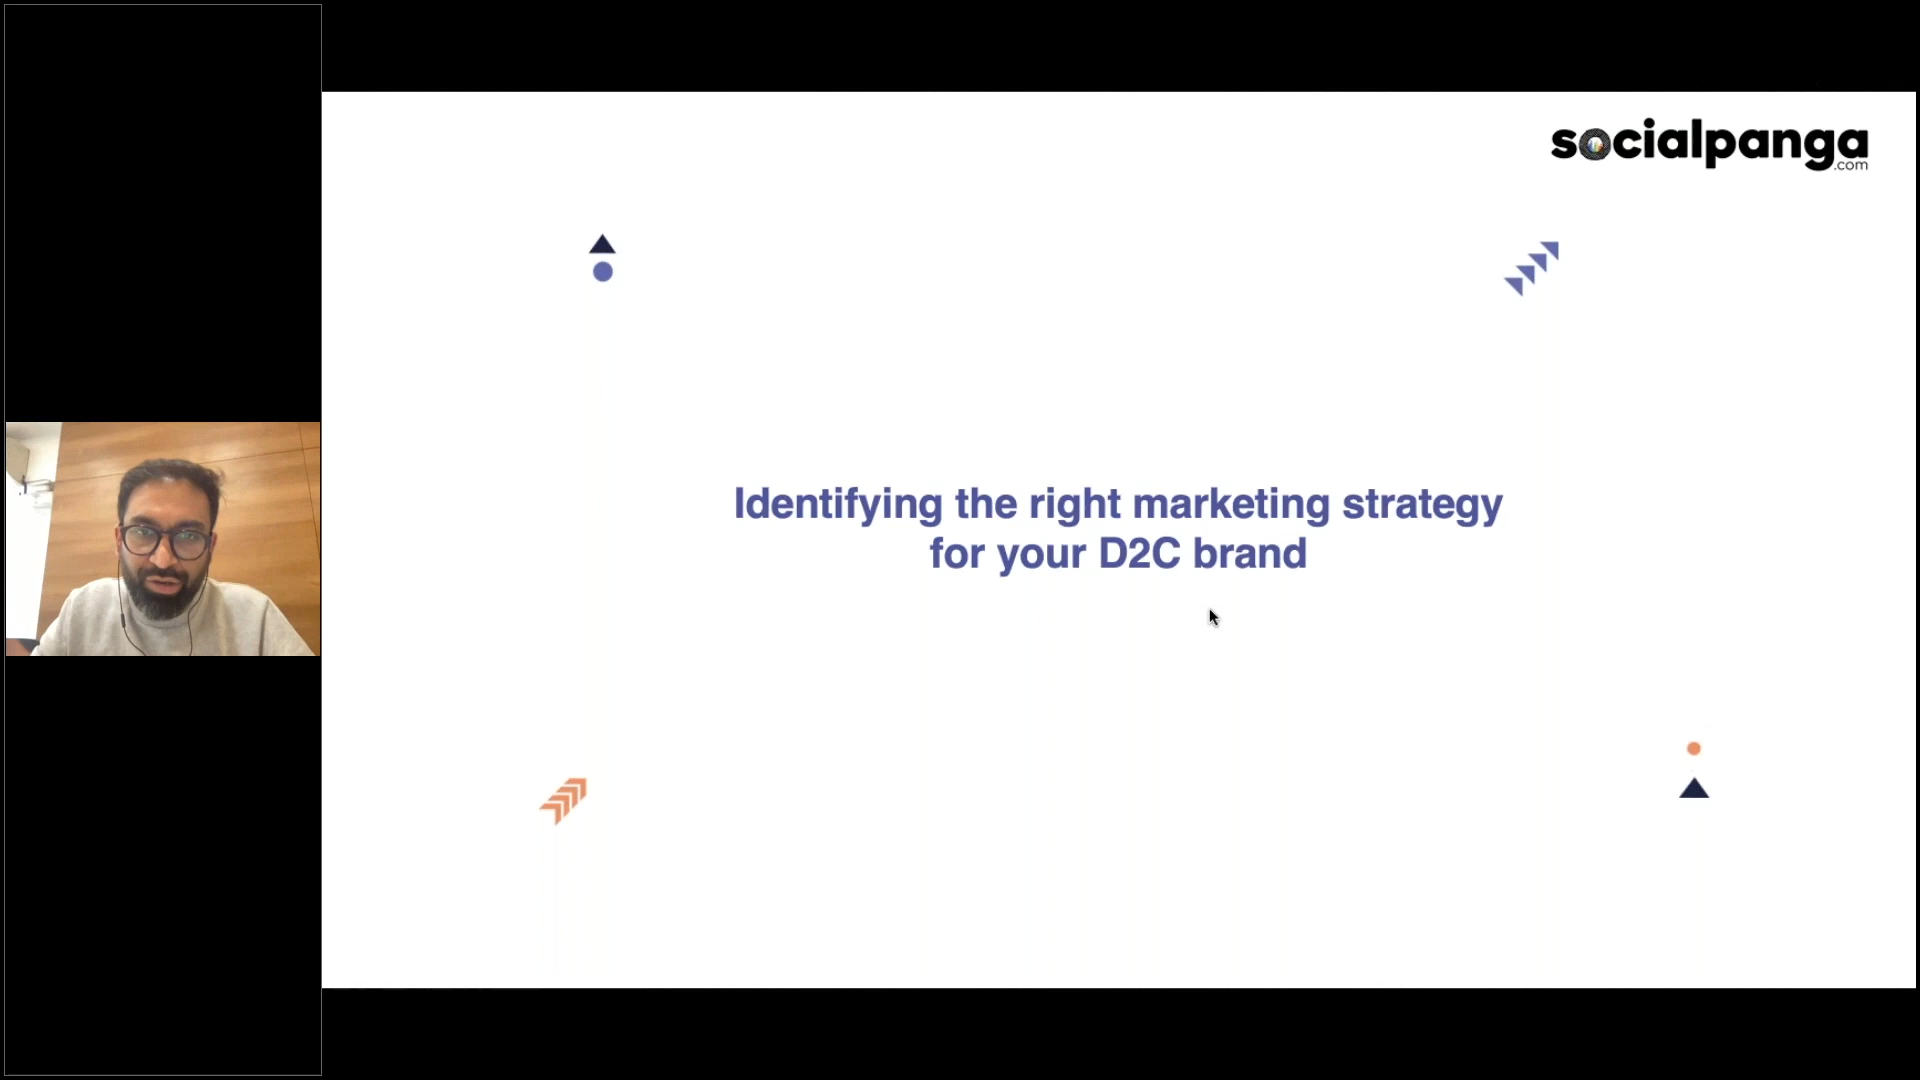 socialpanga
.com
Identifying the right marketing strategy
for your D2C brand